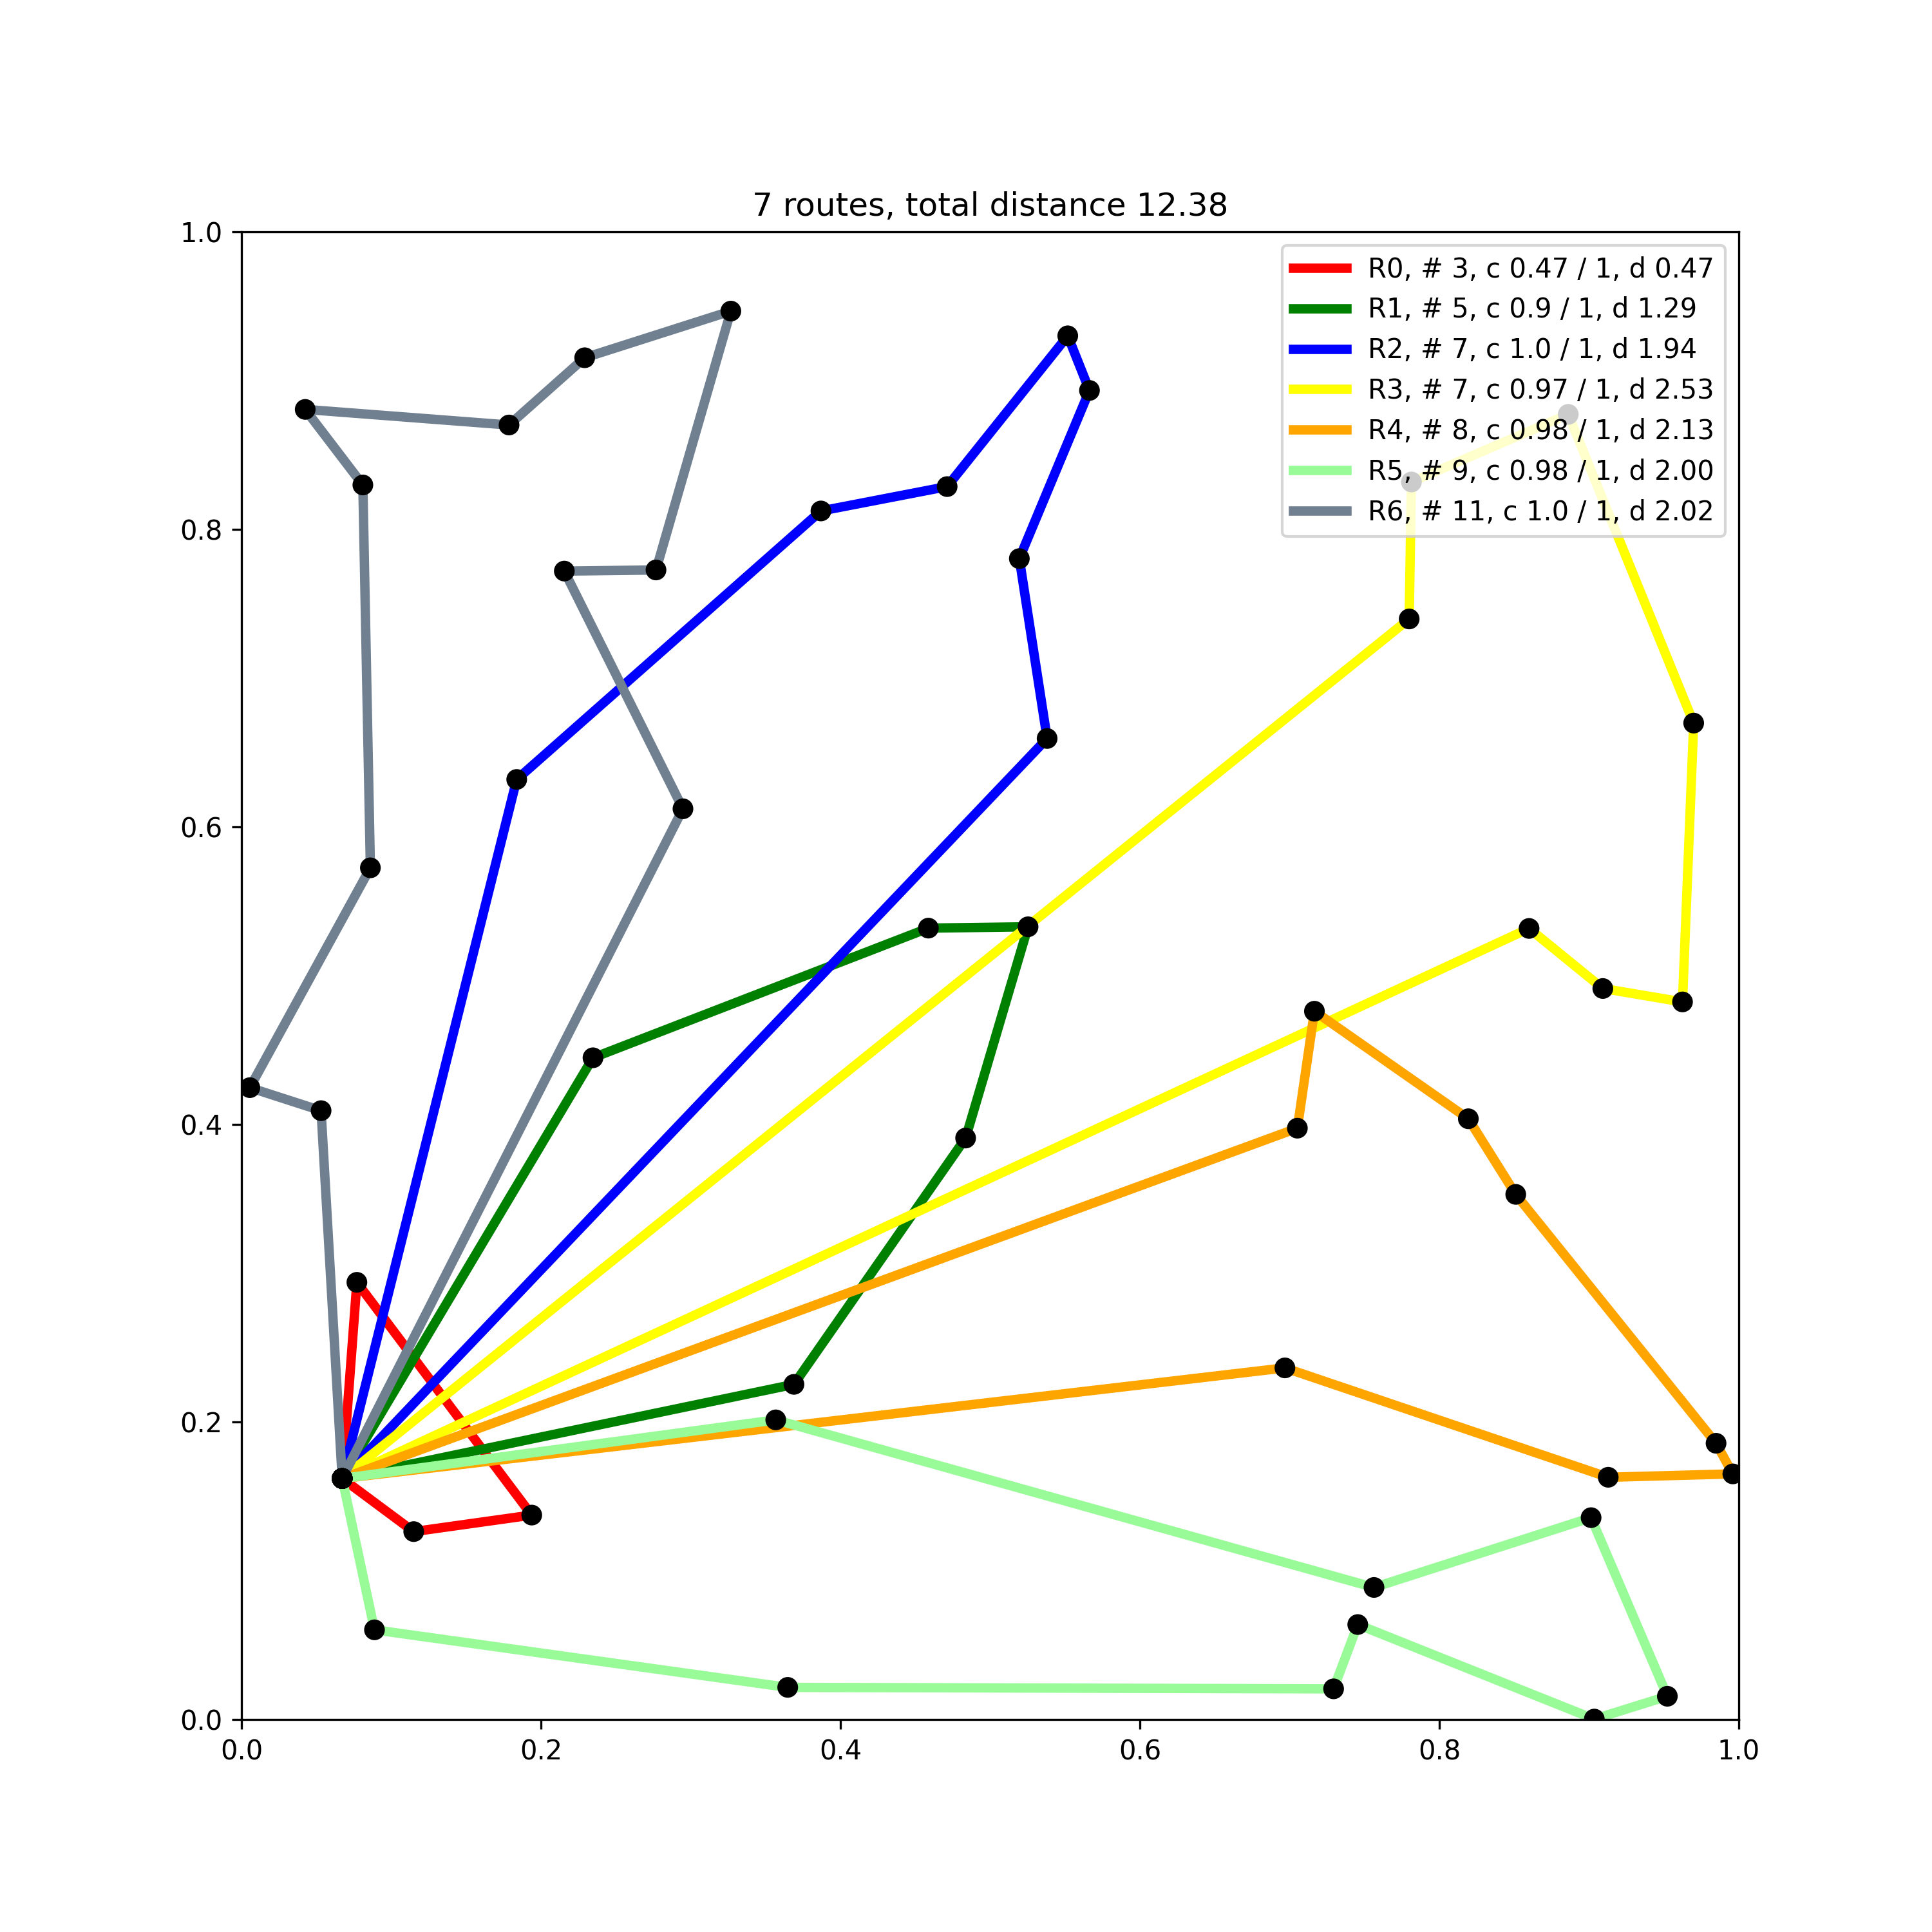 7 routes, total distance 12.38
1.0
0.8
0.6
0.4
0.2
0.0
R0, # 3, c 0.47 / 1, d 0.47
R1, # 5, c 0.9 / 1, d 1.29
R2, # 7, c 1.0 / 1, d 1.94
R3, # 7, c 0.97 / 1, d 2.53
R4, # 8, c 0.98 / 1, d 2.13
R5, # 9, c 0.98 / 1, d 2.00
R6, # 11, c 1.0 / 1, d 2.02
0.0 0.2 0.4 0.6 0.8 1.0